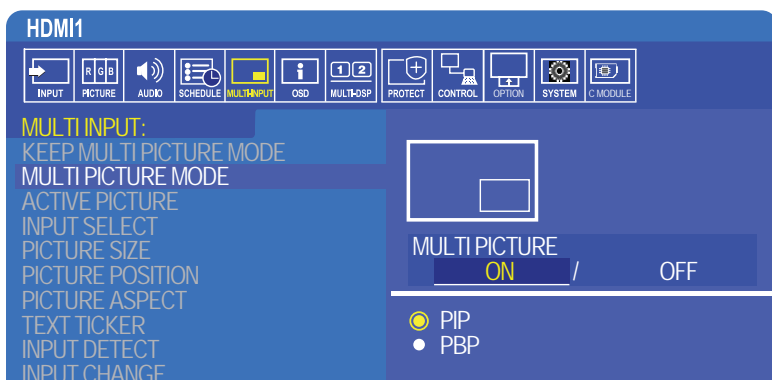 HDMI1
INPUT
RGB
PICTURE
AUDIO
SCHEDULE
MULTI-INPUT
OSD
1 2
MULTI-DSP
PROTECT
CONTROL
OPTION
SYSTEM
C MODULE
MULTI INPUT:
KEEP MULTI PICTURE MODE
MULTI PICTURE MODE
ACTIVE PICTURE
INPUT SELECT
PICTURE SIZE
PICTURE POSITION
PICTURE ASPECT
TEXT TICKER
INPUT DETECT
INPUT CHANGE
MULTI PICTURE
ON / OFF
PIP
PBP